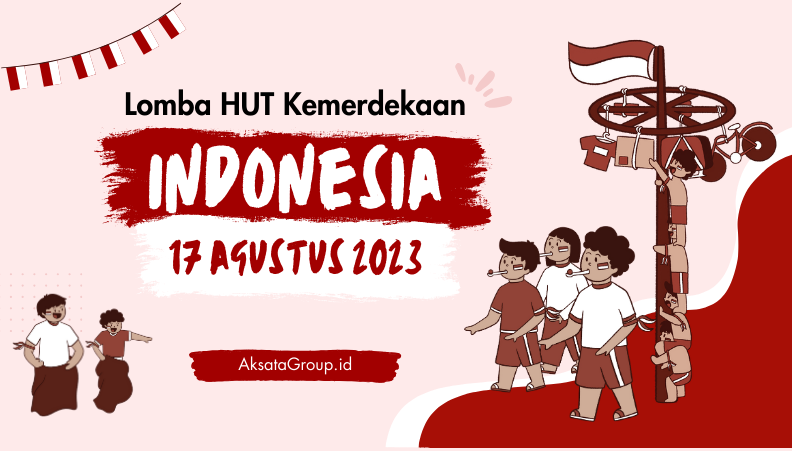 Lomba HUT Kemerdekaan
INDONESIA
17 AGUSTUS 2023
AksataGroup.id